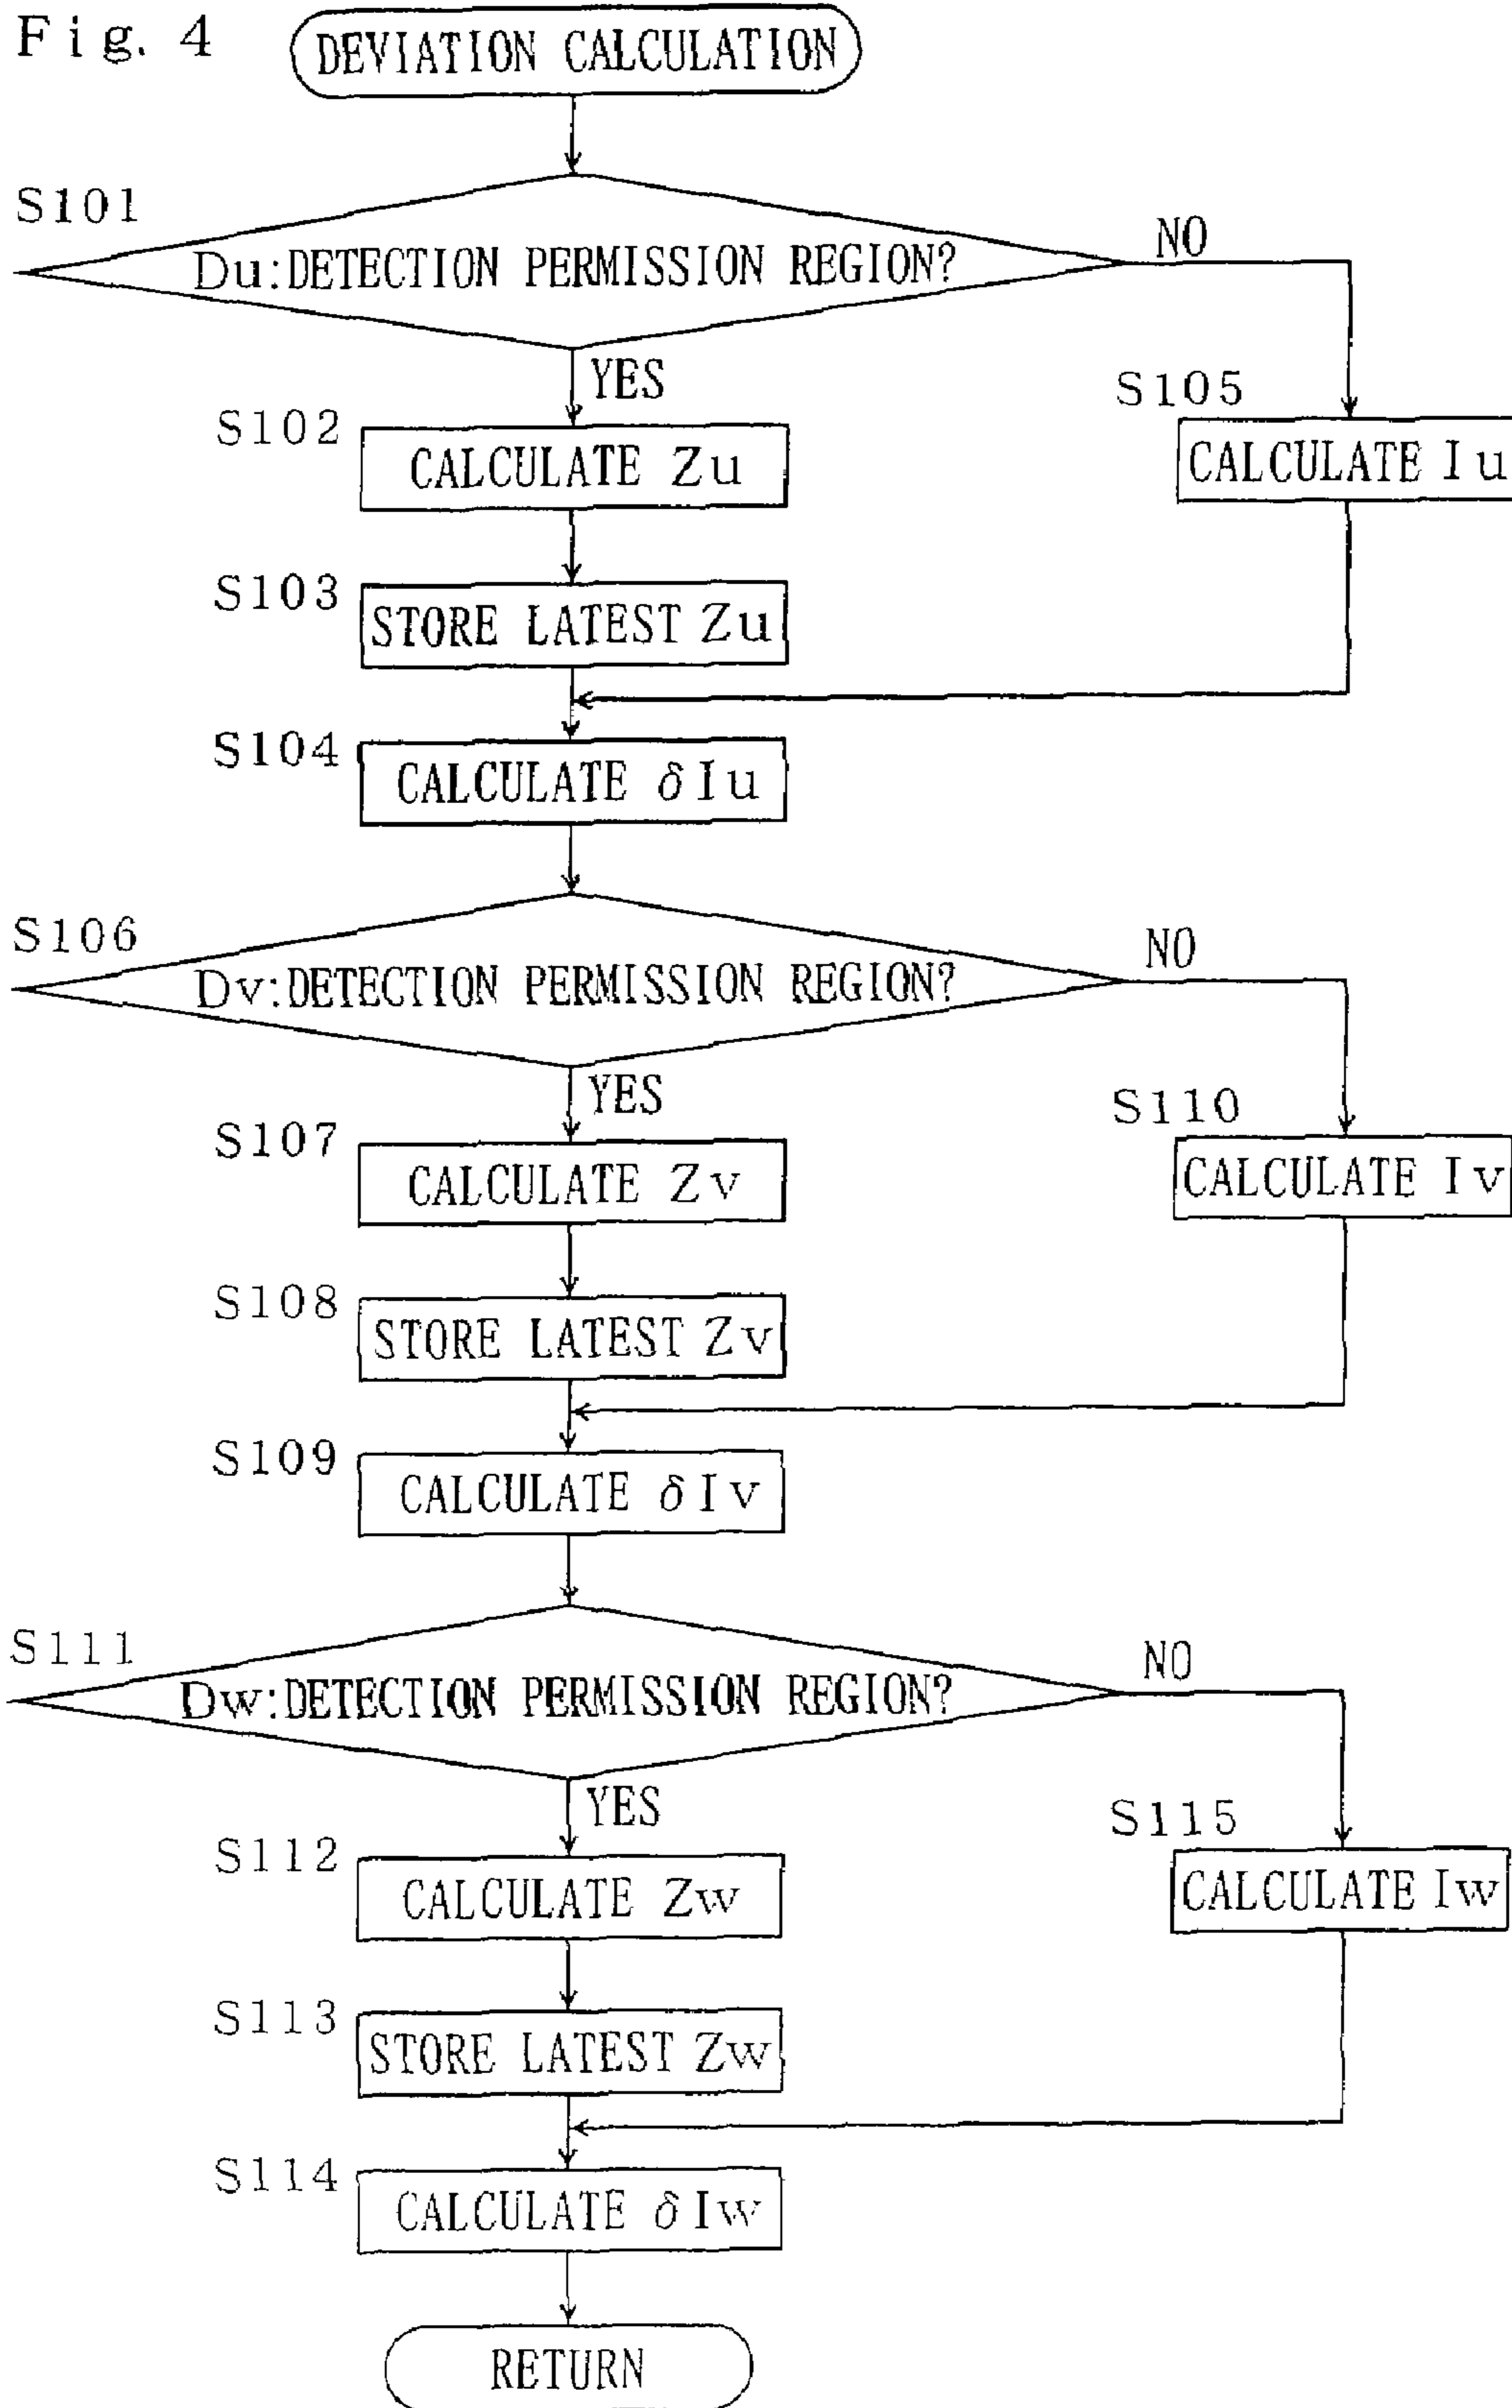 Fig. 4
DEVIATION CALCULATION
S101
Du:DETECTION PERMISSION REGION?
NO
YES
S102
CALCULATE Zu
S105
CALCULATE Iu
S103
STORE LATEST Zu
S104
CALCULATE δIu
S106
Dv:DETECTION PERMISSION REGION?
NO
YES
S107
CALCULATE Zv
S110
CALCULATE Iv
S108
STORE LATEST Zv
S109
CALCULATE δIv
S111
Dw:DETECTION PERMISSION REGION?
NO
YES
S112
CALCULATE Zw
S115
CALCULATE Iw
S113
STORE LATEST Zw
S114
CALCULATE δIw
RETURN